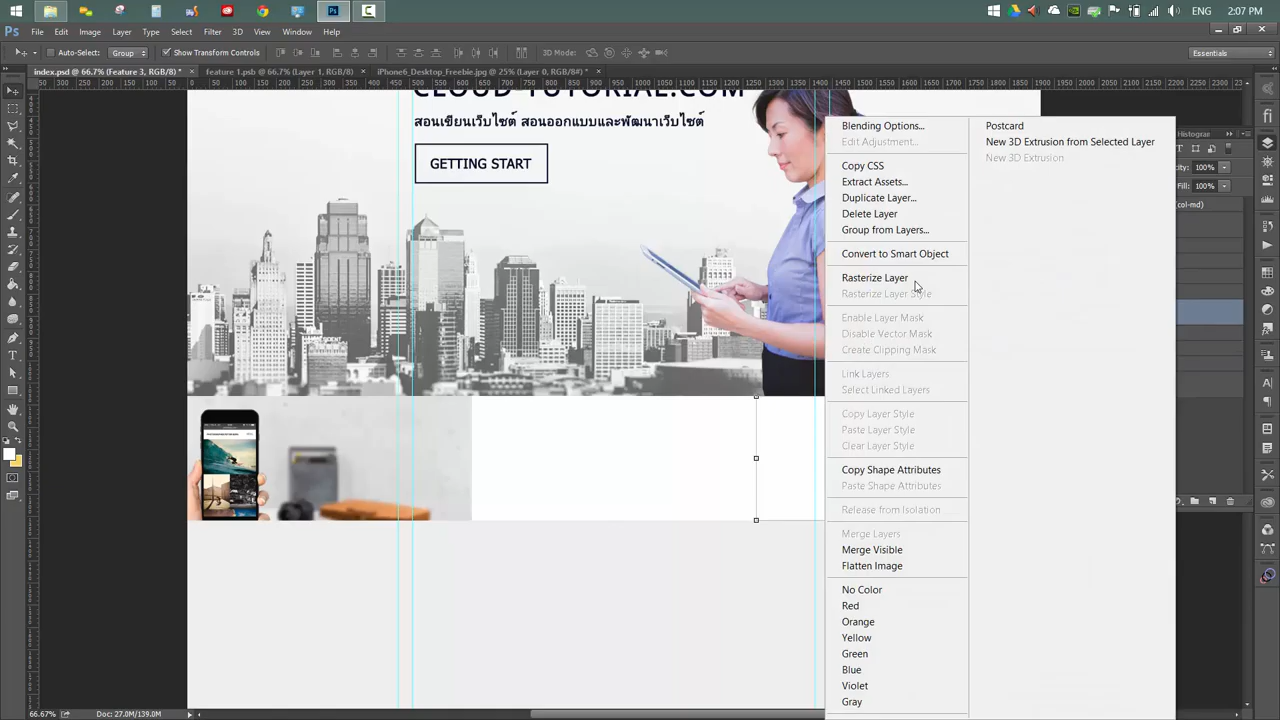 ENG
2:07 PM
Ps File Edit Image Layer Type Select Filter 3D View Window Help
Auto-Select: Group Show Transform Controls 3D Mode: Essentials
index.psd @ 66.7% (Feature 3, RGB/8) * × feature 1.psb @ 66.7% (Layer 1, RGB/8) × iPhone6_Desktop_Freebie.jpg @ 25% (Layer 0, RGB/8#) * ×
CLOUD TUTORIAL.COM
สอนเขียนเว็บไซต์ สอนออกแบบและพัฒนาเว็บไซต์
GETTING START
Blending Options...
Edit Adjustment...
Copy CSS
Extract Assets...
Duplicate Layer...
Delete Layer
Group from Layers...
Convert to Smart Object
Rasterize Layer
Rasterize Layer Style
Enable Layer Mask
Disable Vector Mask
Create Clipping Mask
Link Layers
Select Linked Layers
Copy Layer Style
Paste Layer Style
Clear Layer Style
Copy Shape Attributes
Paste Shape Attributes
Release from Isolation
Merge Layers
Merge Visible
Flatten Image
No Color
Red
Orange
Yellow
Green
Blue
Violet
Gray
Postcard
New 3D Extrusion from Selected Layer
New 3D Extrusion
Histogram
100%
Fill: 100%
66.67% Doc: 27.0M/139.0M